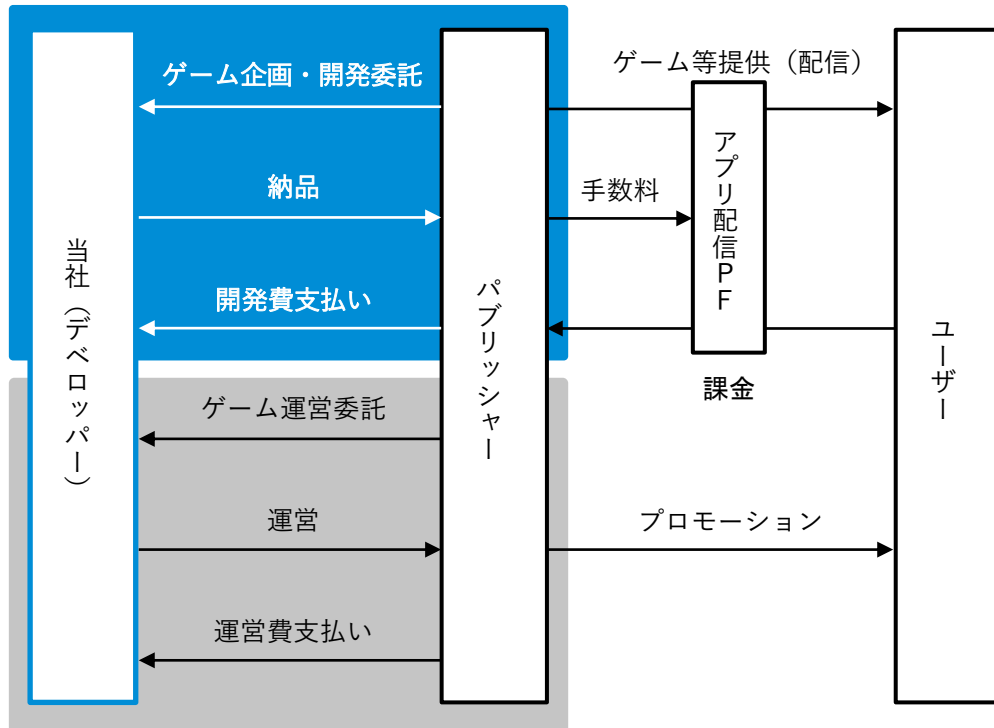 ゲーム企画・開発委託
ゲーム等提供（配信）
納品
手数料
開発費支払い
当社（デベロッパー）
パブリッシャー
アプリ配信PF
ユーザー
課金
ゲーム運営委託
運営
プロモーション
運営費支払い